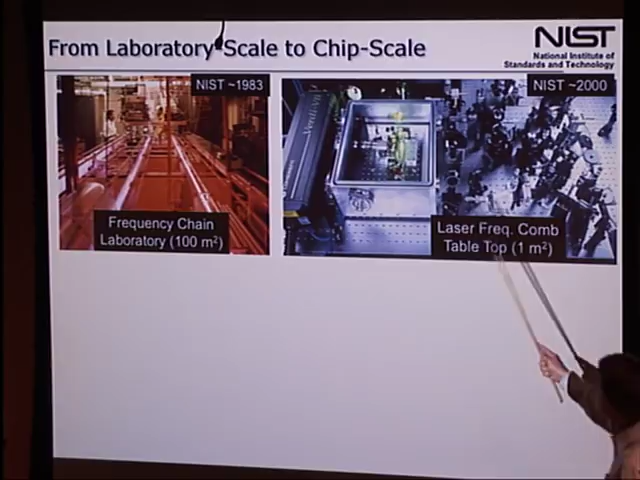 From Laboratory Scale to Chip-Scale
NIST
National Institute of
Standards and Technology
NIST ~1983
NIST ~2000
Frequency Chain
Laboratory (100 m²)
Laser Freq. Comb
Table Top (1 m²)